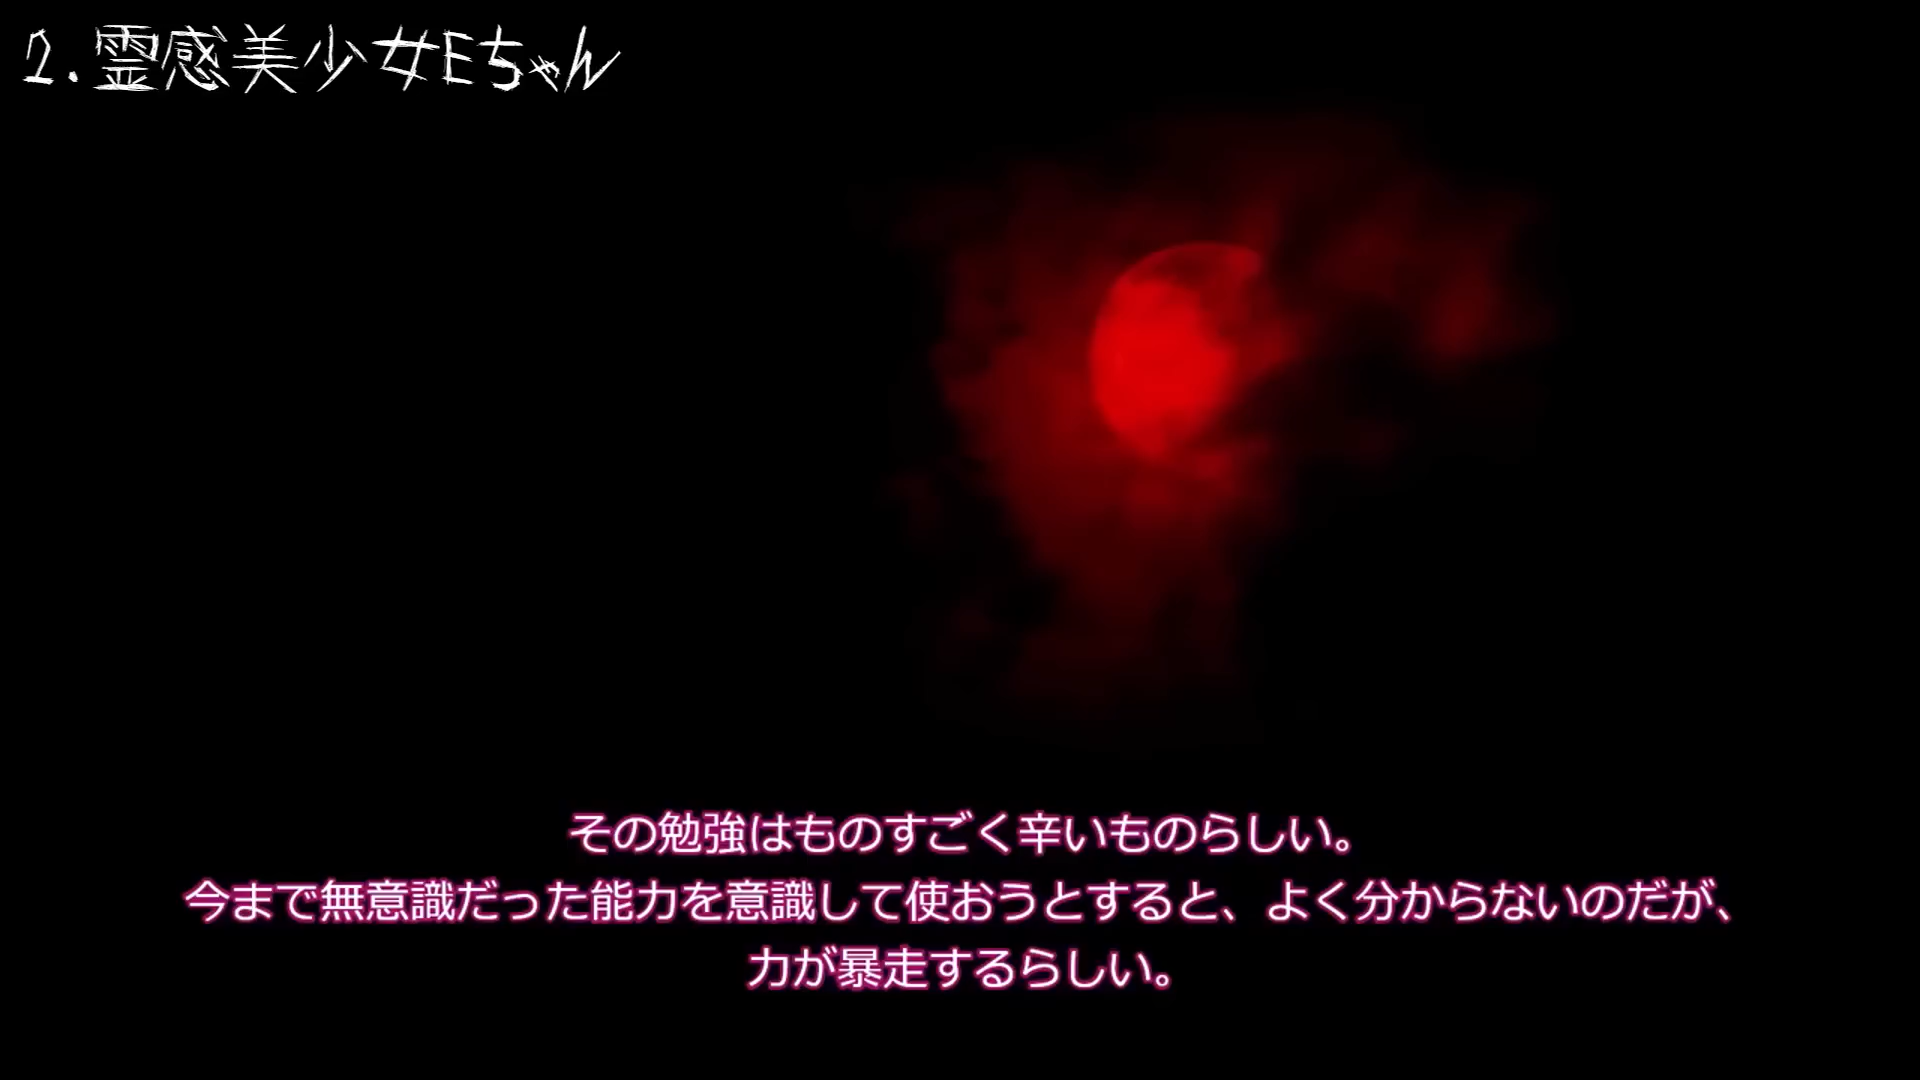 2.霊感美少女Eちゃん
その勉強はものすごく辛いものらしい。
今まで無意識だった能力を意識して使おうとすると、よく分からないのだが、
力が暴走するらしい。